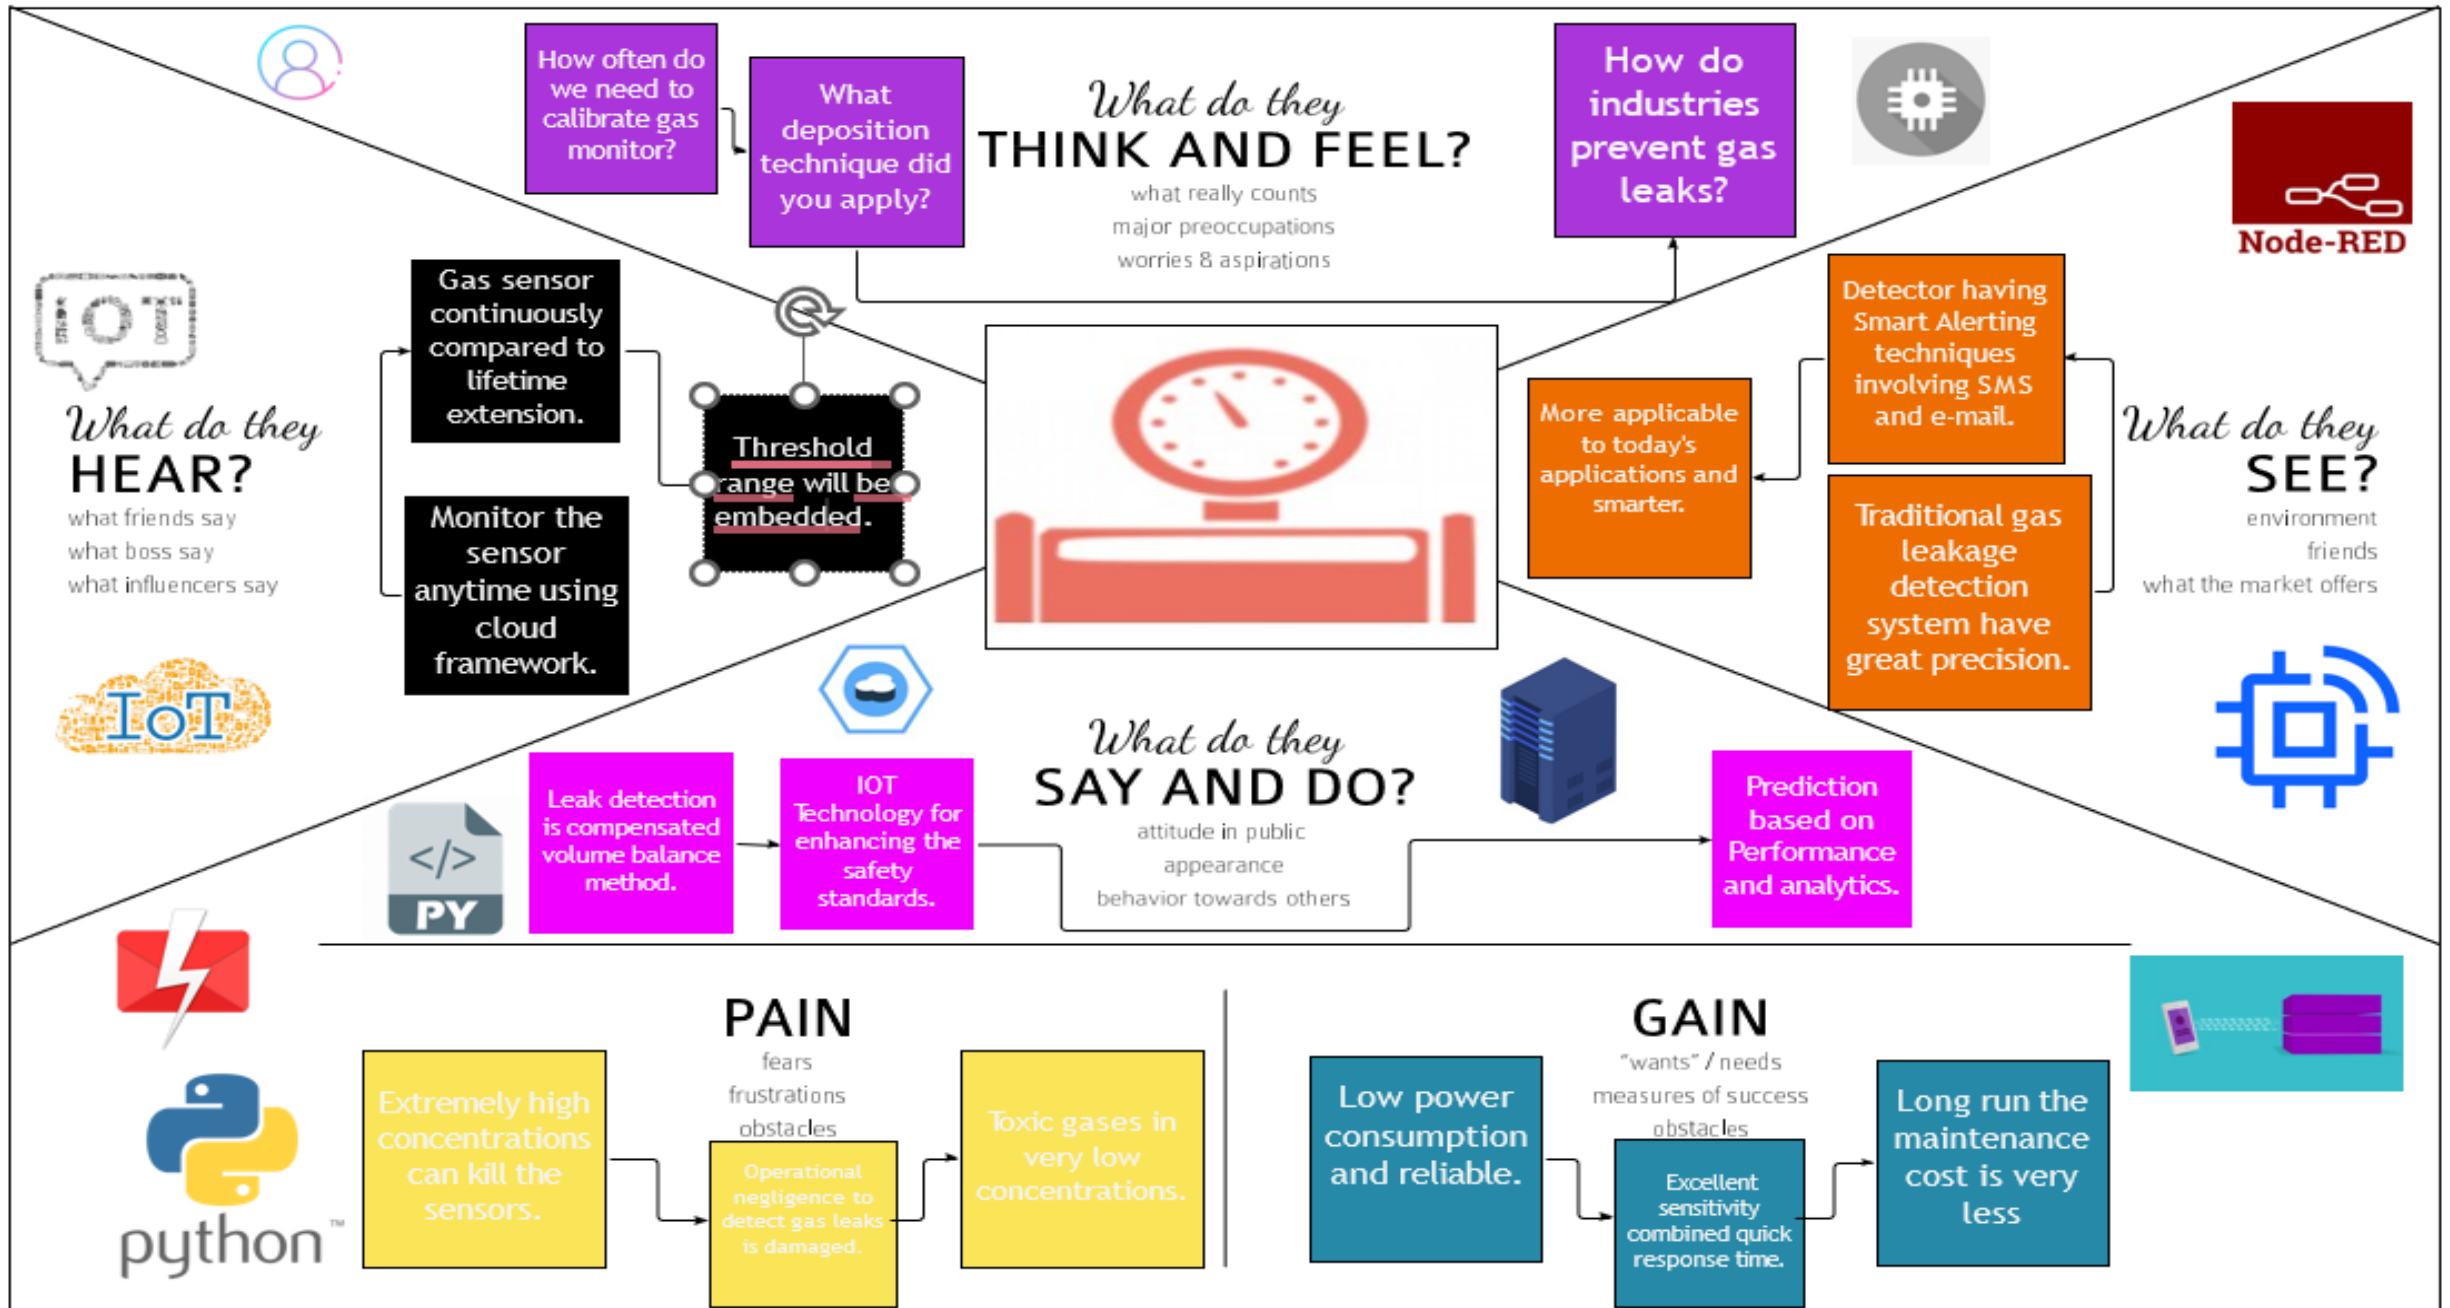 How often do
we need to
calibrate gas
monitor?
What
deposition
technique did
you apply?
What do they
THINK AND FEEL?
what really counts
major preoccupations
worries & aspirations
How do
industries
prevent gas
leaks?
Node-RED
IOT
What do they
HEAR?
what friends say
what boss say
what influencers say
Gas sensor
continuously
compared to
lifetime
extension.
Monitor the
sensor
anytime using
cloud
framework.
Threshold
range will be
embedded.
More applicable
to today's
applications and
smarter.
Detector having
Smart Alerting
techniques
involving SMS
and e-mail.
Traditional gas
leakage
detection
system have
great precision.
What do they
SEE?
environment
friends
what the market offers
IoT
</>
PY
Leak detection
is compensated
volume balance
method.
IOT
Technology for
enhancing the
safety
standards.
What do they
SAY AND DO?
attitude in public
appearance
behavior towards others
Prediction
based on
Performance
and analytics.
python™
PAIN
fears
frustrations
obstacles
Extremely high
concentrations
can kill the
sensors.
Operational
negligence to
detect gas leaks
is damaged.
Toxic gases in
very low
concentrations.
GAIN
"wants" / needs
measures of success
obstacles
Low power
consumption
and reliable.
Excellent
sensitivity
combined quick
response time.
Long run the
maintenance
cost is very
less